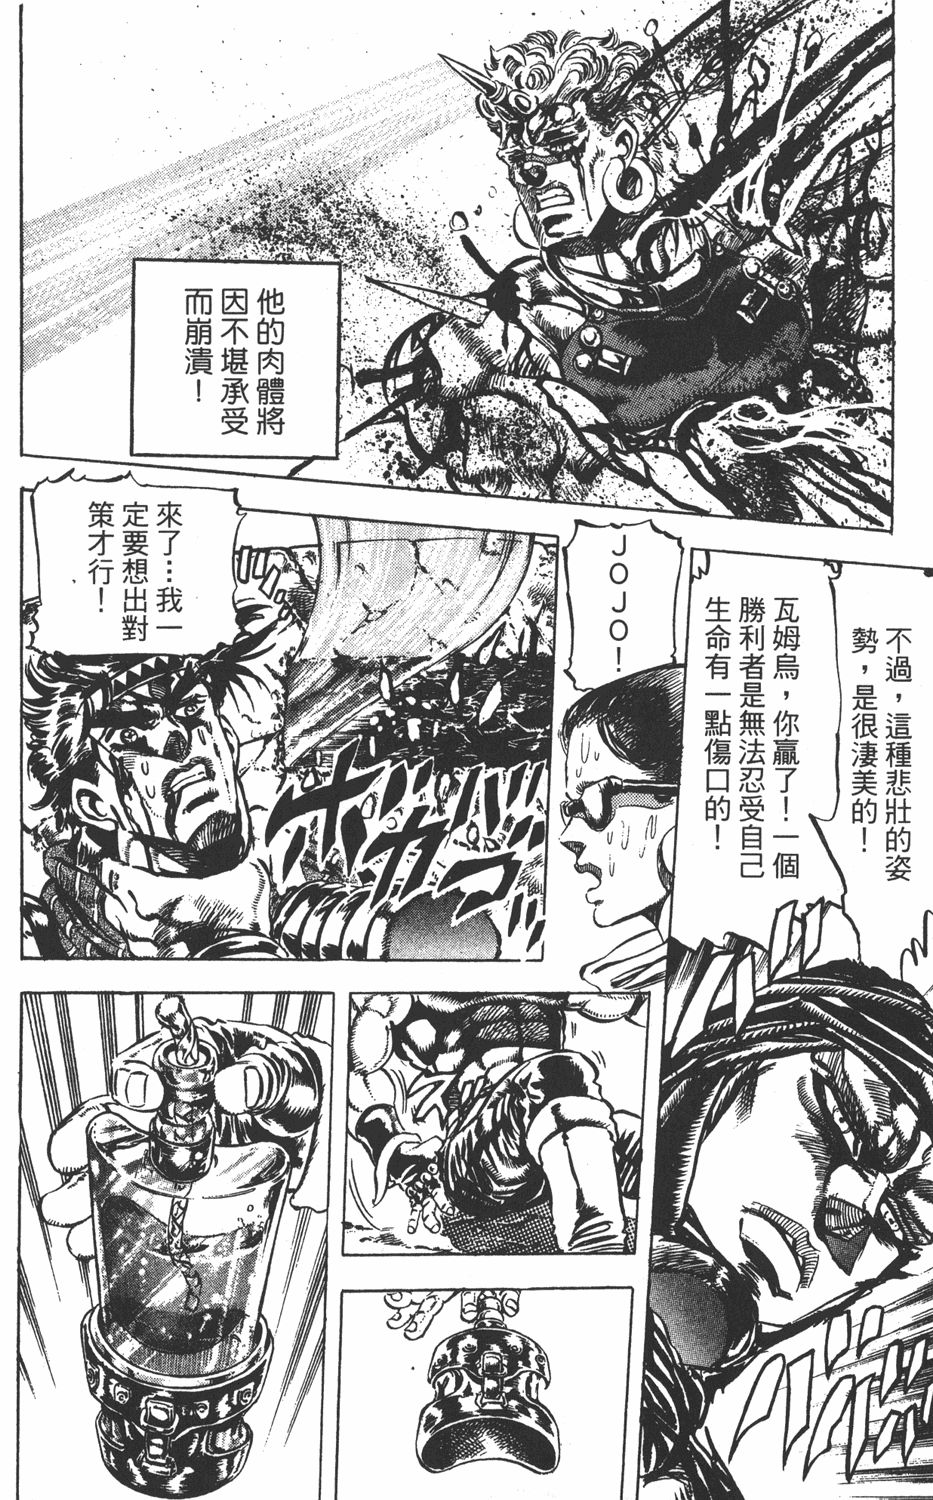 他的肉體將
因不堪承受
而崩潰！
不過，這種悲壯的姿
勢，是很淒美的！
瓦姆烏，你贏了！一個
勝利者是無法忍受自己
生命有一點傷口的！
ＪＯＪＯ！
來了…我一
定要想出對
策才行！